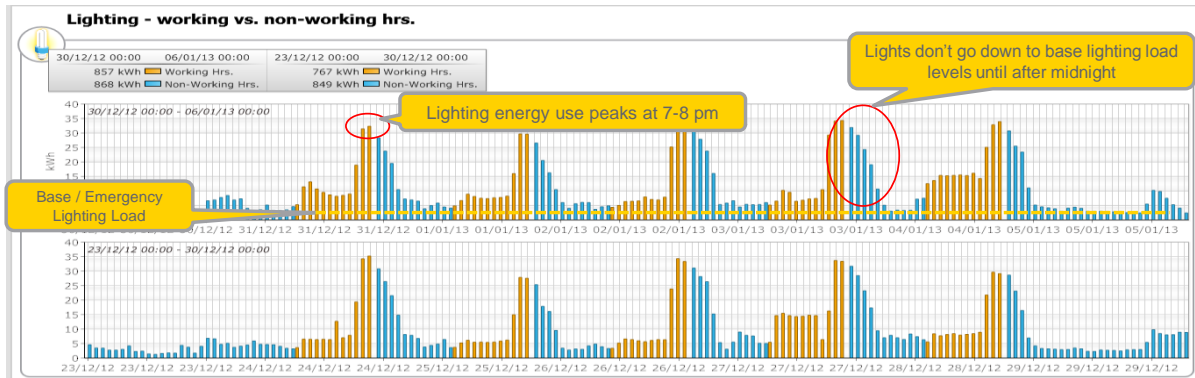 Lighting - working vs. non-working hrs.
30/12/12 00:00 06/01/13 00:00 23/12/12 00:00 30/12/12 00:00
857 kWh Working Hrs. 767 kWh Working Hrs.
868 kWh Non-Working Hrs. 849 kWh Non-Working Hrs.
Lights don't go down to base lighting load
levels until after midnight
Lighting energy use peaks at 7-8 pm
Base / Emergency
Lighting Load
kWh
40
35
30
25
20
15
30/12/12 00:00 - 06/01/13 00:00
31/12/12 31/12/12 31/12/12 01/01/13 01/01/13 02/01/13 02/01/13 02/01/13 03/01/13 03/01/13 04/01/13 04/01/13 05/01/13 05/01/13 05/01/13
40
35
30
25
20
15
10
5
0
23/12/12 00:00 - 30/12/12 00:00
23/12/12 23/12/12 23/12/12 24/12/12 24/12/12 24/12/12 25/12/12 25/12/12 26/12/12 26/12/12 26/12/12 27/12/12 27/12/12 28/12/12 28/12/12 29/12/12 29/12/12 29/12/12